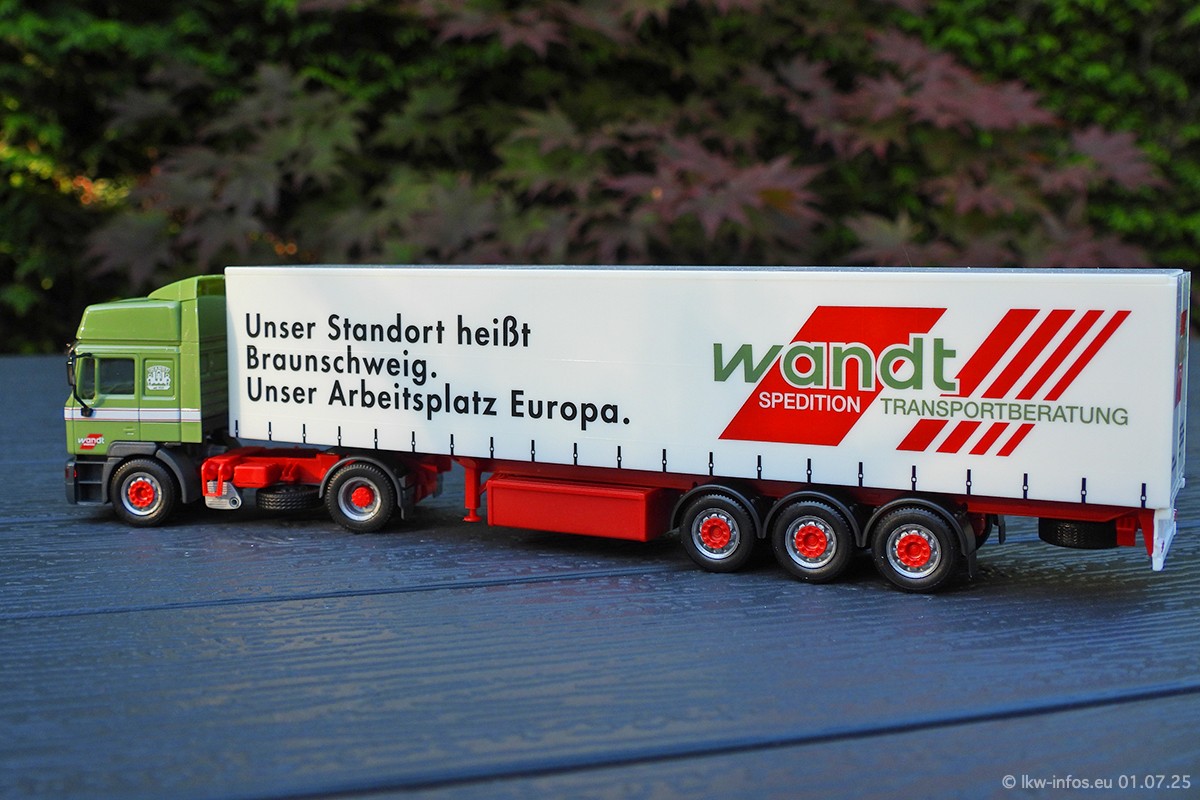 Unser Standort heißt
Braunschweig.
Unser Arbeitsplatz Europa.
wandt
SPEDITION TRANSPORTBERATUNG
wandt
© lkw-infos.eu 01.07.25